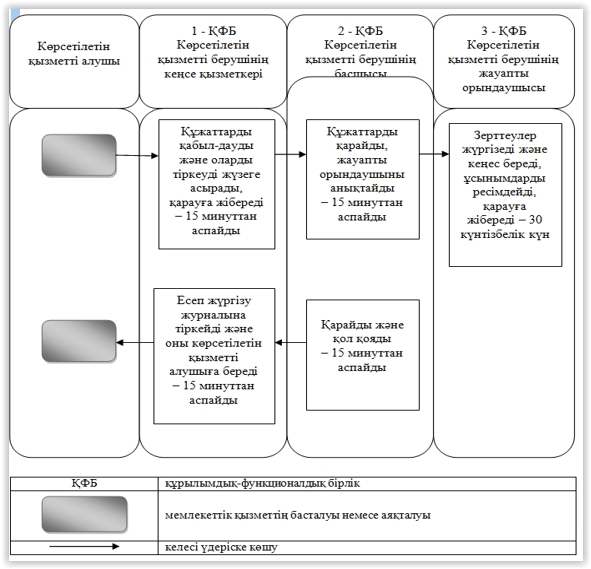 Көрсетілетін
қызметті алушы
1 - ҚФБ
Көрсетілетін
қызметті берушінің
кеңсе қызметкері
2 - ҚФБ
Көрсетілетін
қызметті берушінің
басшысы
3 - ҚФБ
Көрсетілетін
қызметті берушінің
жауапты
орындаушысы
Құжаттарды
қабыл-дауды
және оларды
тіркеуді жүзеге
асырады,
қарауға жібереді
– 15 минуттан
аспайды
Құжаттарды
қарайды,
жауапты
орындаушыны
анықтайды
– 15 минуттан
аспайды
Зерттеулер
жүргізеді және
кеңес береді,
ұсынымдарды
ресімдейді,
қарауға
жібереді – 30
күнтізбелік күн
Есеп жүргізу
журналына
тіркейді және
оны көрсетілетін
қызметті
алушыға береді
– 15 минуттан
аспайды
Қарайды және
қол қояды
– 15 минуттан
аспайды
ҚФБ
құрылымдық-функционалдық бірлік
мемлекеттік қызметтің басталуы немесе аяқталуы
келесі үдеріске көшу